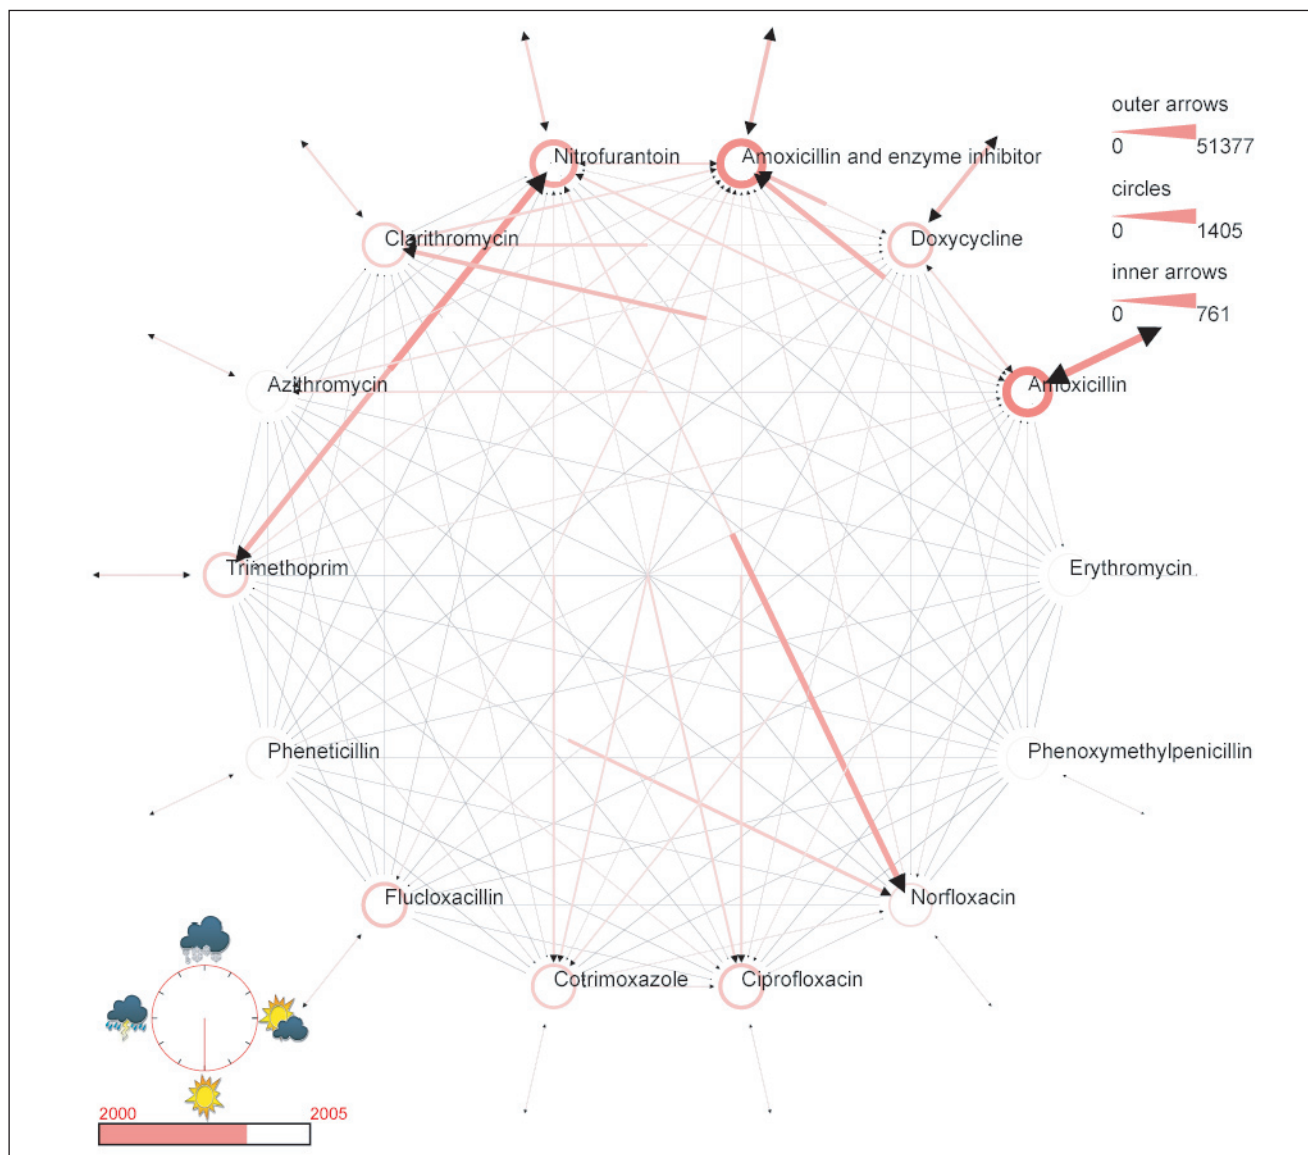 outer arrows
0 51377
circles
0 1405
inner arrows
0 761
Nitrofurantoin
Amoxicillin and enzyme inhibitor
Clarithromycin
Doxycycline
Azithromycin
Amoxicillin
Trimethoprim
Erythromycin
Pheneticillin
Phenoxymethylpenicillin
Flucloxacillin
Norfloxacin
Cotrimoxazole
Ciprofloxacin
2000 2005